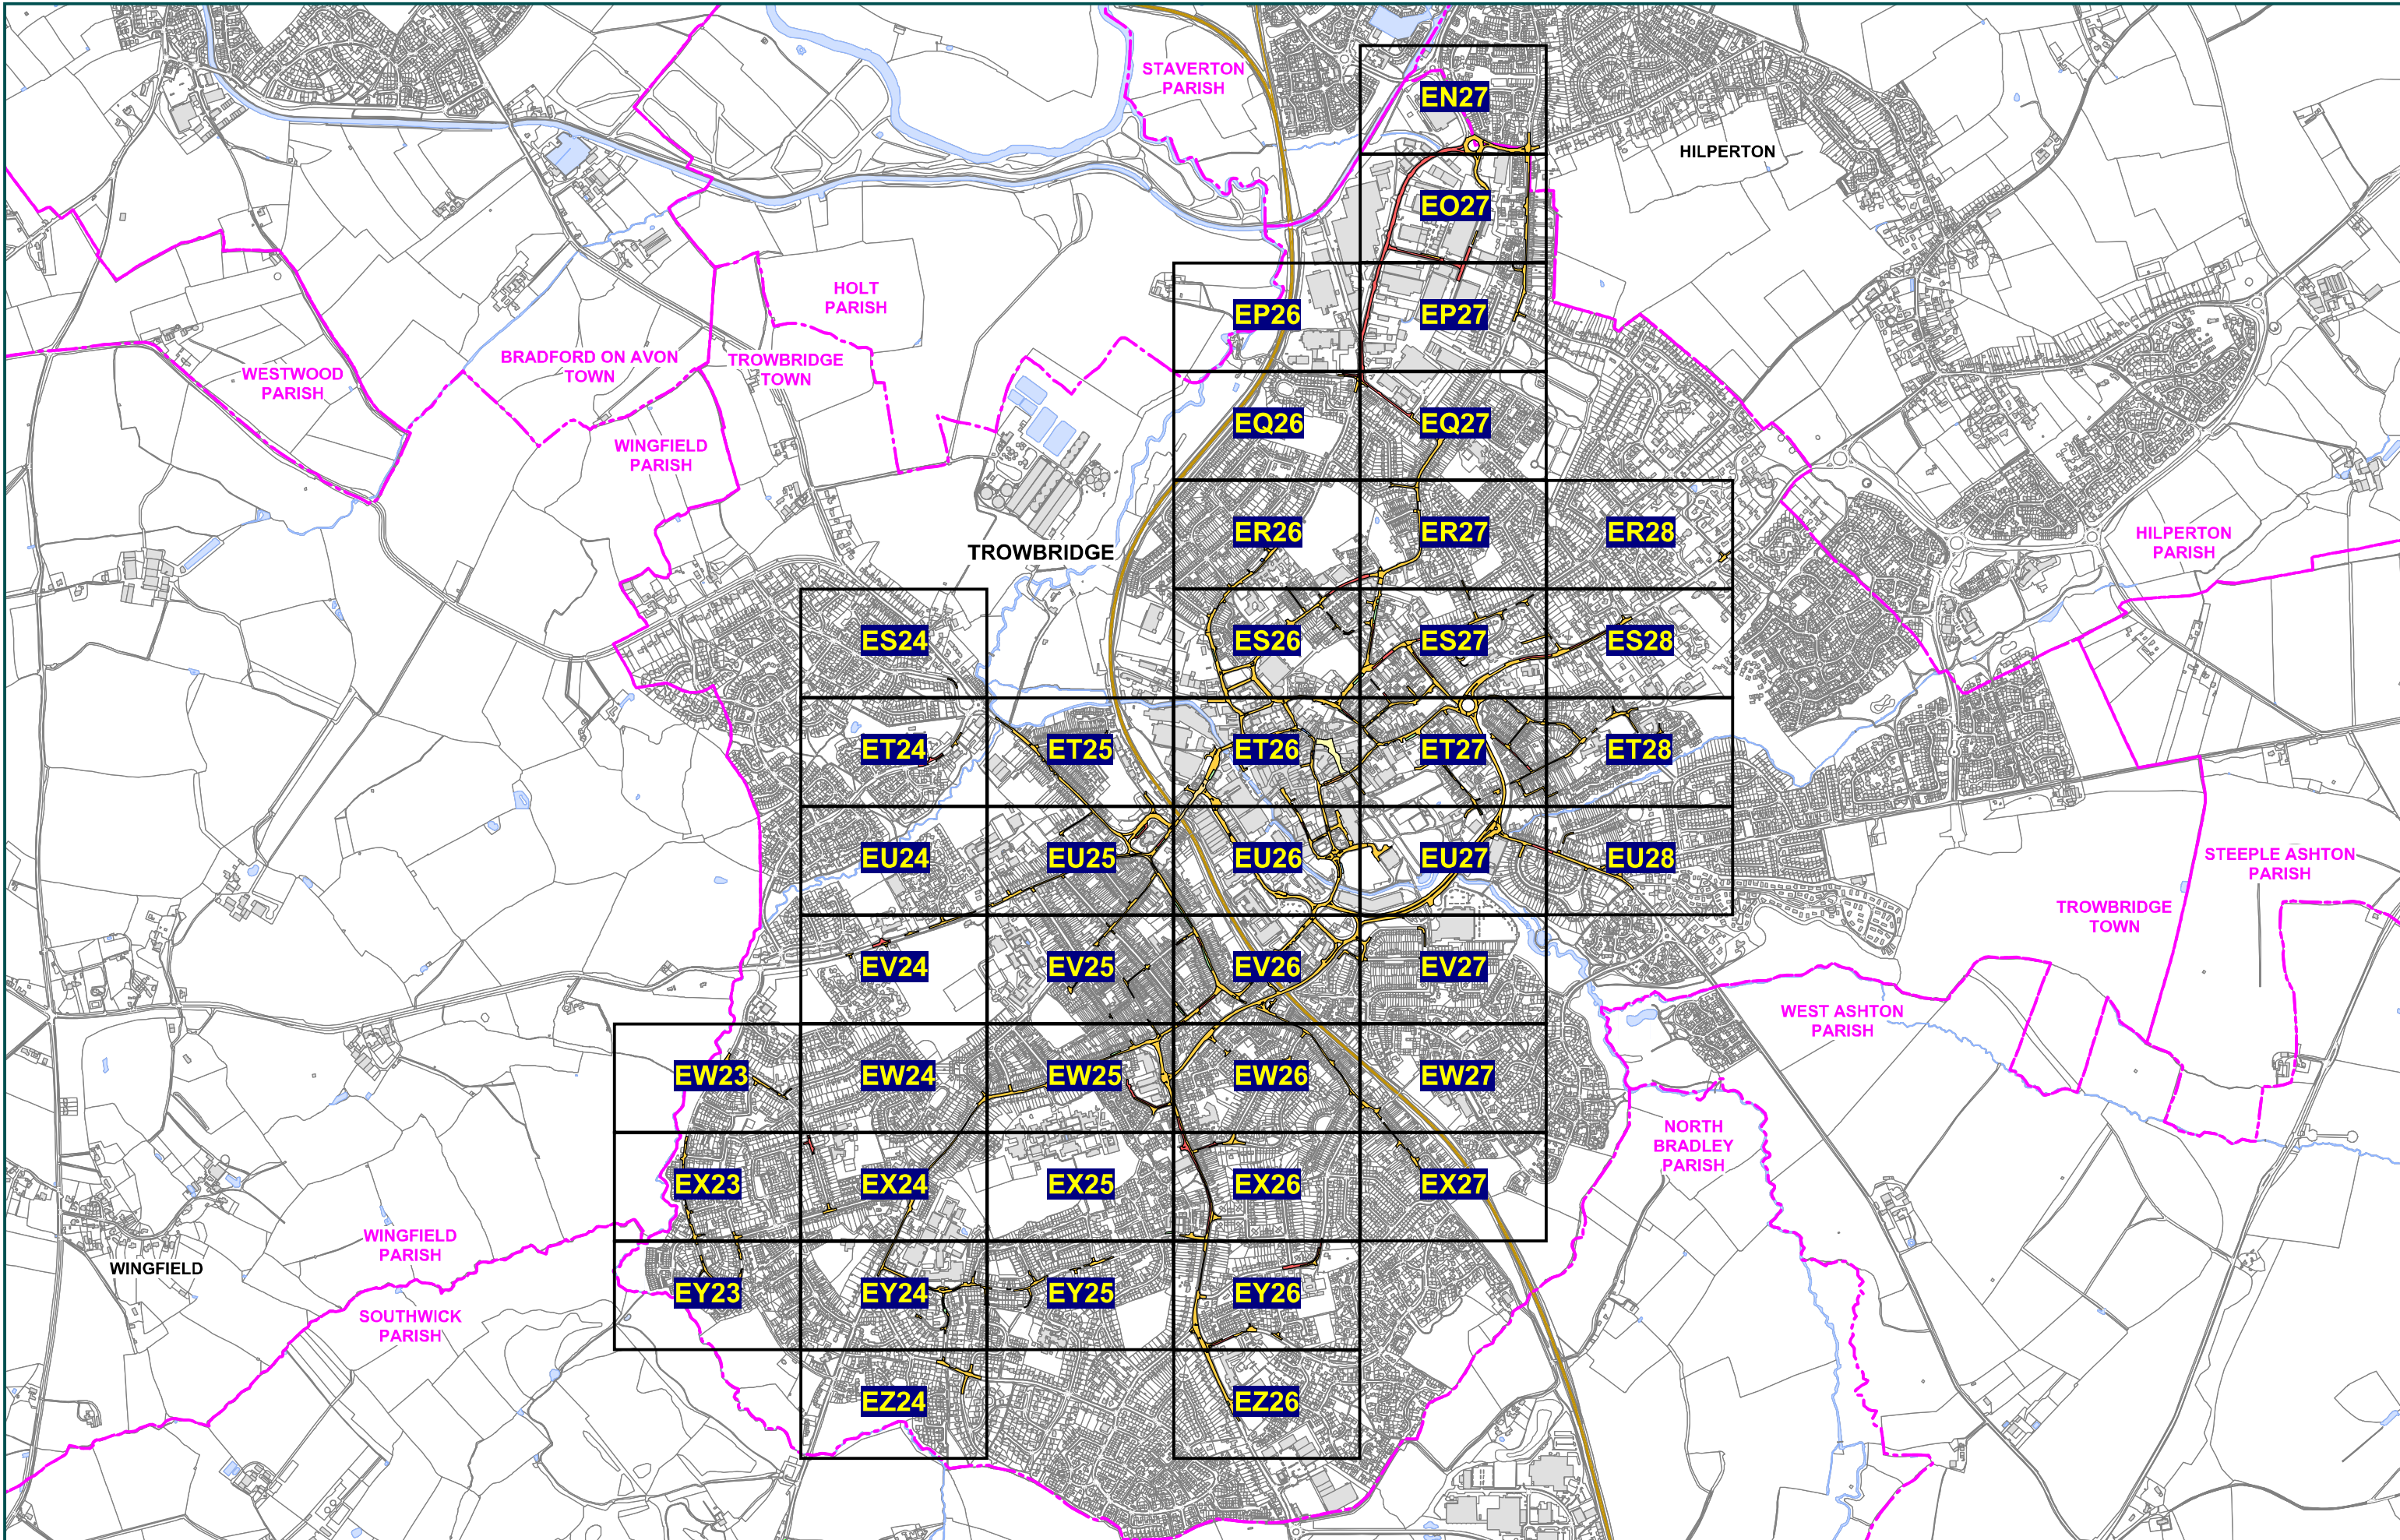 STAVERTON
PARISH
EN27
HILPERTON
EO27
HOLT
PARISH
EP26
EP27
BRADFORD ON AVON
TOWN
TROWBRIDGE
TOWN
WESTWOOD
PARISH
EQ26
EQ27
WINGFIELD
PARISH
ER26
ER27
ER28
HILPERTON
PARISH
TROWBRIDGE
ES24
ES26
ES27
ES28
ET24
ET25
ET26
ET27
ET28
EU24
EU25
EU26
EU27
EU28
STEEPLE ASHTON
PARISH
TROWBRIDGE
TOWN
EV24
EV25
EV26
EV27
WEST ASHTON
PARISH
EW23
EW24
EW25
EW26
EW27
NORTH
BRADLEY
PARISH
EX23
EX24
EX25
EX26
EX27
WINGFIELD
PARISH
WINGFIELD
EY23
EY24
EY25
EY26
SOUTHWICK
PARISH
EZ24
EZ26